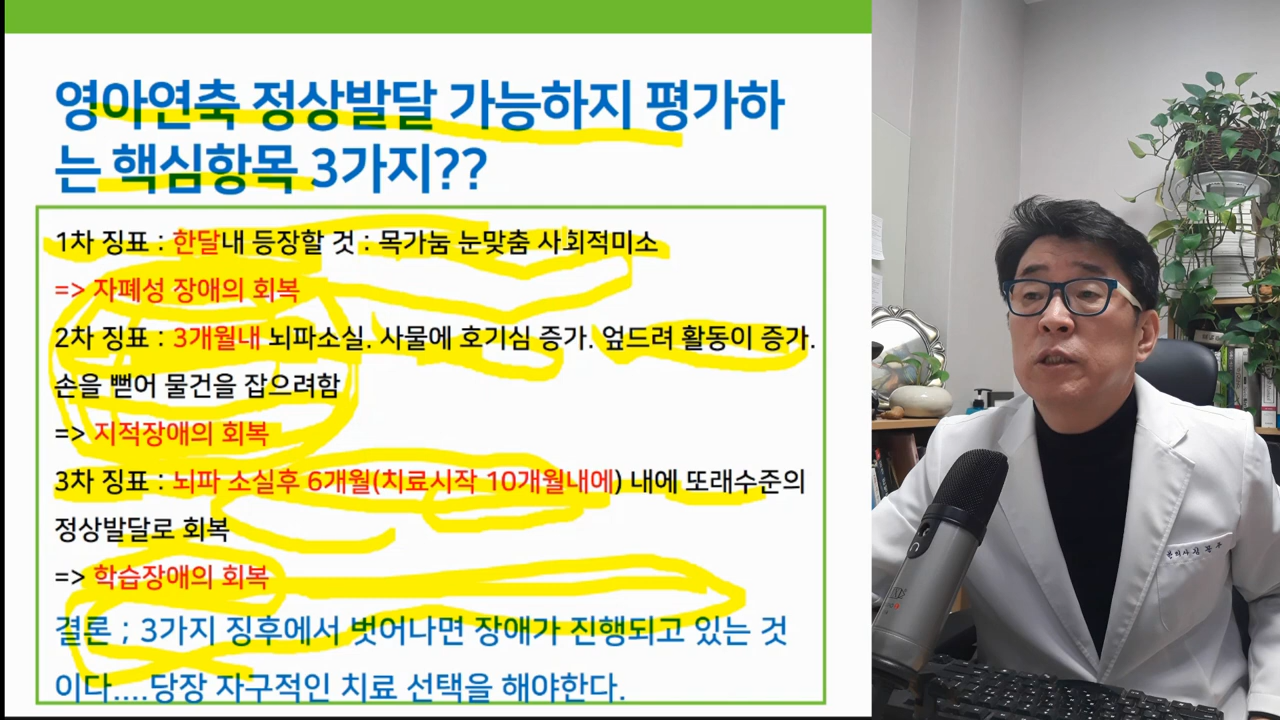 영아연축 정상발달 가능하지 평가하
는 핵심항목 3가지??
1차 징표 : 한달내 등장할 것 : 목가눔 눈맞춤 사회적미소
=> 자폐성 장애의 회복
2차 징표 : 3개월내 뇌파소실. 사물에 호기심 증가. 엎드려 활동이 증가.
손을 뻗어 물건을 잡으려함
=> 지적장애의 회복
3차 징표 : 뇌파 소실후 6개월(치료시작 10개월내에) 내에 또래수준의
정상발달로 회복
=> 학습장애의 회복
결론 ; 3가지 징후에서 벗어나면 장애가 진행되고 있는 것
이다....당장 자구적인 치료 선택을 해야한다.